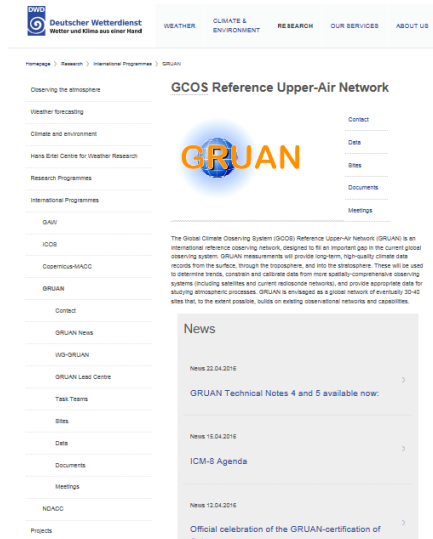 DWD
Deutscher Wetterdienst
Wetter und Klima aus einer Hand
WEATHER
CLIMATE &
ENVIRONMENT
RESEARCH
OUR SERVICES
ABOUT US
Homepage > Research > International Programmes > GRUAN
Observing the atmosphere
Weather forecasting
Climate and environment
Hans Ertel Centre for Weather Research
Research Programmes
International Programmes
GAW
ICOS
Copernicus-MACC
GRUAN
Contact
GRUAN News
WG-GRUAN
GRUAN Lead Centre
Task Teams
Sites
Data
Documents
Meetings
NDACC
Projects
GCOS Reference Upper-Air Network
GRUAN
Contact
Data
Sites
Documents
Meetings
The Global Climate Observing System (GCOS) Reference Upper-Air Network (GRUAN) is an
international reference observing network, designed to fill an important gap in the current global
observing system. GRUAN measurements will provide long-term, high-quality climate data
records from the surface, through the troposphere, and into the stratosphere. These will be used
to determine trends, constrain and calibrate data from more spatially-comprehensive observing
systems (including satellites and current radiosonde networks), and provide appropriate data for
studying atmospheric processes. GRUAN is envisaged as a global network of eventually 30-40
sites that, to the extent possible, builds on existing observational networks and capabilities.
News
News 22.04.2016
GRUAN Technical Notes 4 and 5 available now:
News 15.04.2016
ICM-8 Agenda
News 12.04.2016
Official celebration of the GRUAN-certification of